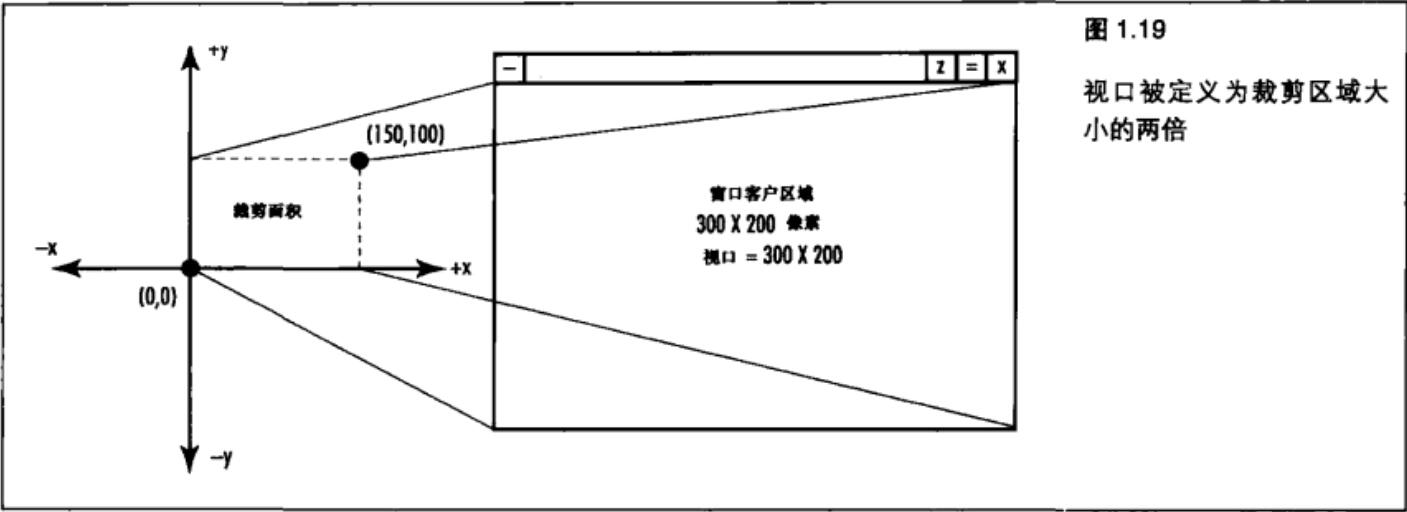 图 1.19
视口被定义为裁剪区域大
小的两倍
+y
(150,100)
裁剪面积
-x
+x
(0,0)
-y
– Z = X
窗口客户区域
300 X 200 像素
视口 = 300 X 200